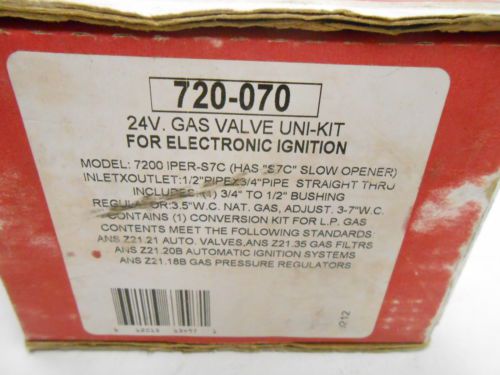 720-070
24V. GAS VALVE UNI-KIT
FOR ELECTRONIC IGNITION
MODEL: 7200 IPER-S7C (HAS "S7C" SLOW OPENER)
INLETXOUTLET:1/2"PIPEX3/4"PIPE STRAIGHT THRU
INCLUDES: (1) 3/4" TO 1/2" BUSHING
REGULATOR:3.5"W.C. NAT. GAS, ADJUST. 3-7"W.C.
CONTAINS (1) CONVERSION KIT FOR L.P. GAS
CONTENTS MEET THE FOLLOWING STANDARDS:
ANS Z21.21 AUTO. VALVES,ANS Z21.35 GAS FILTRS
ANS Z21.20B AUTOMATIC IGNITION SYSTEMS
ANS Z21.18B GAS PRESSURE REGULATORS